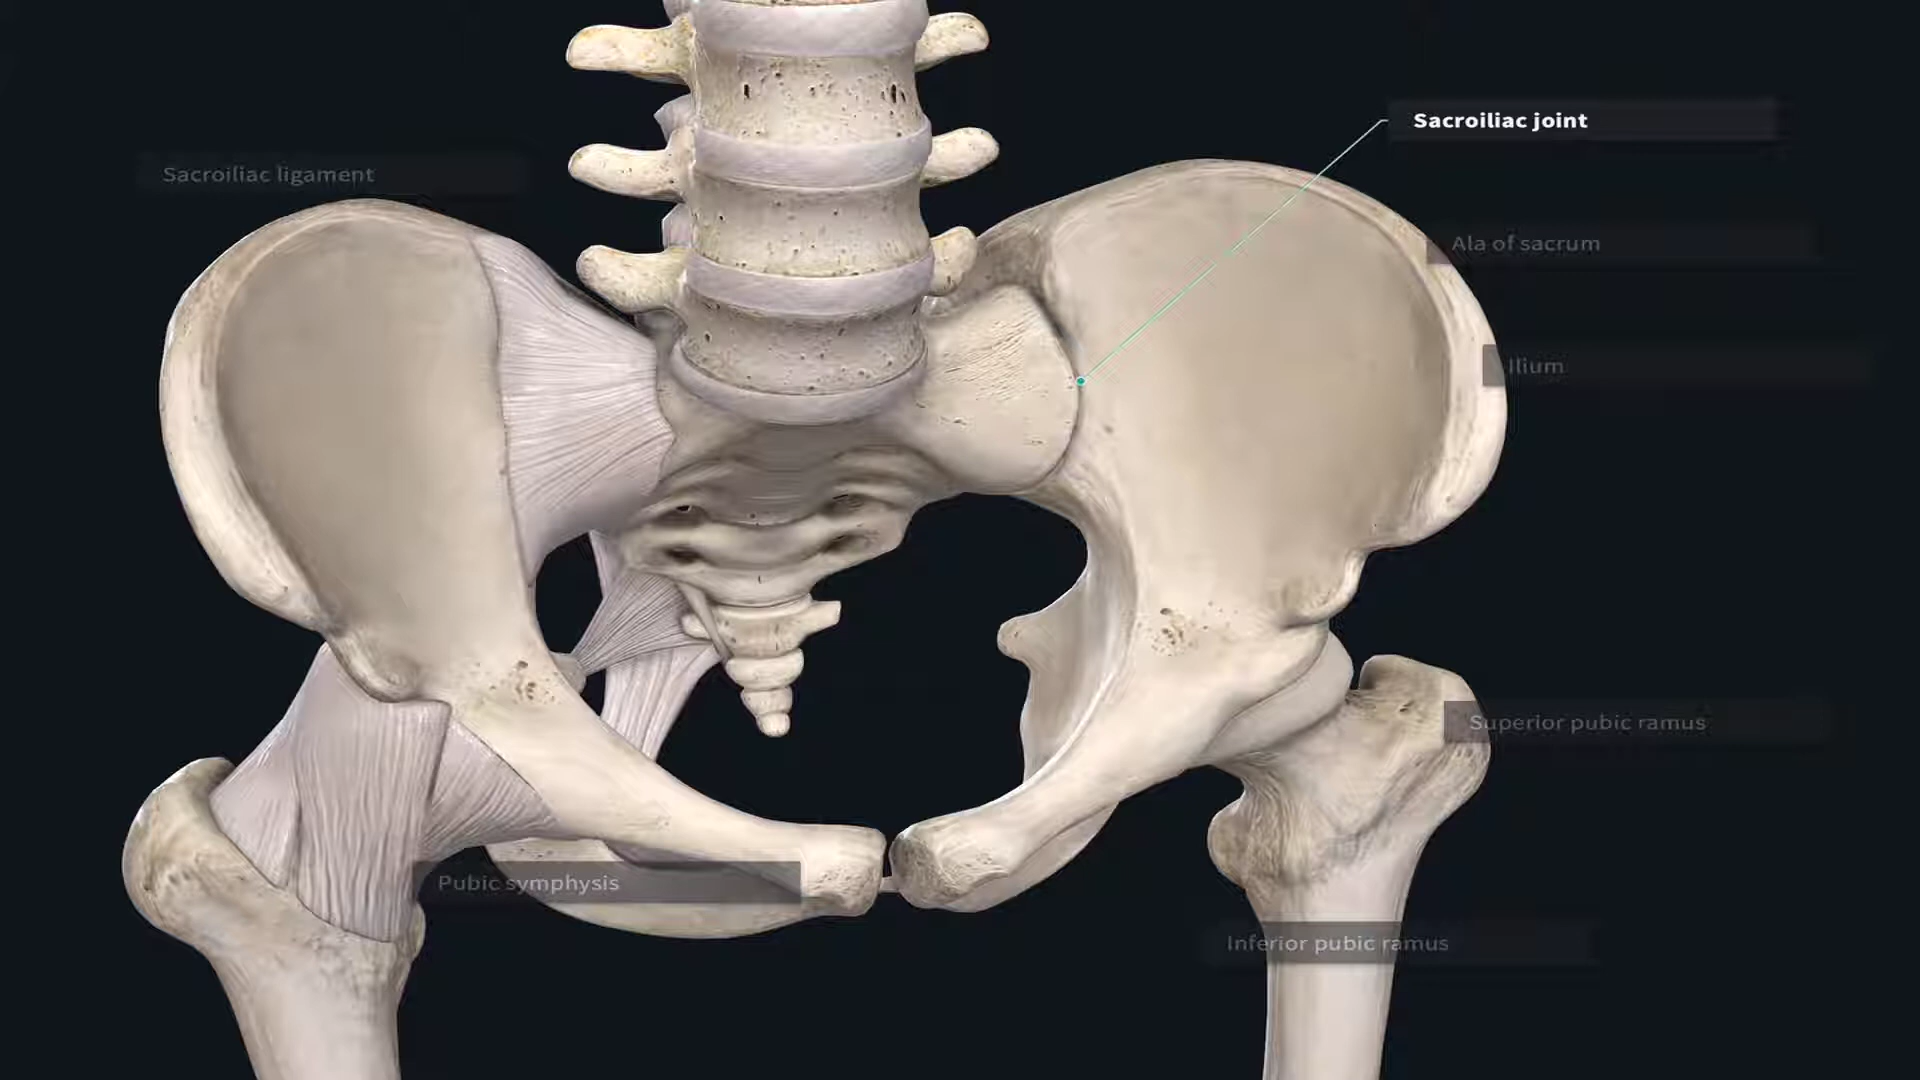 Sacroiliac joint
Sacroiliac ligament
Ala of sacrum
Ilium
Superior pubic ramus
Pubic symphysis
Inferior pubic ramus